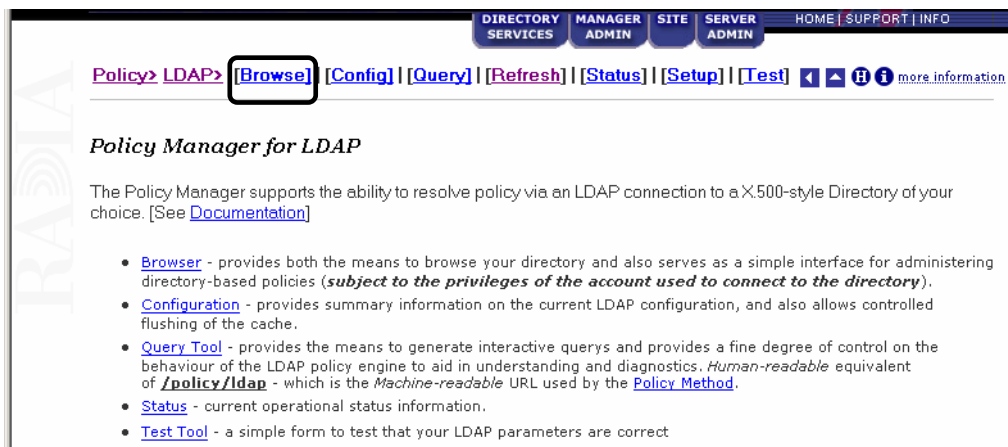 DIRECTORY SERVICES
MANAGER ADMIN
SITE
SERVER ADMIN
HOME | SUPPORT | INFO
Policy> LDAP> [Browse] | [Config] | [Query] | [Refresh] | [Status] | [Setup] | [Test] H i more information
RADIA
Policy Manager for LDAP
The Policy Manager supports the ability to resolve policy via an LDAP connection to a X.500-style Directory of your
choice. [See Documentation]
• Browser - provides both the means to browse your directory and also serves as a simple interface for administering
directory-based policies (subject to the privileges of the account used to connect to the directory).
• Configuration - provides summary information on the current LDAP configuration, and also allows controlled
flushing of the cache.
• Query Tool - provides the means to generate interactive querys and provides a fine degree of control on the
behaviour of the LDAP policy engine to aid in understanding and diagnostics. Human-readable equivalent
of /policy/ldap - which is the Machine-readable URL used by the Policy Method.
• Status - current operational status information.
• Test Tool - a simple form to test that your LDAP parameters are correct